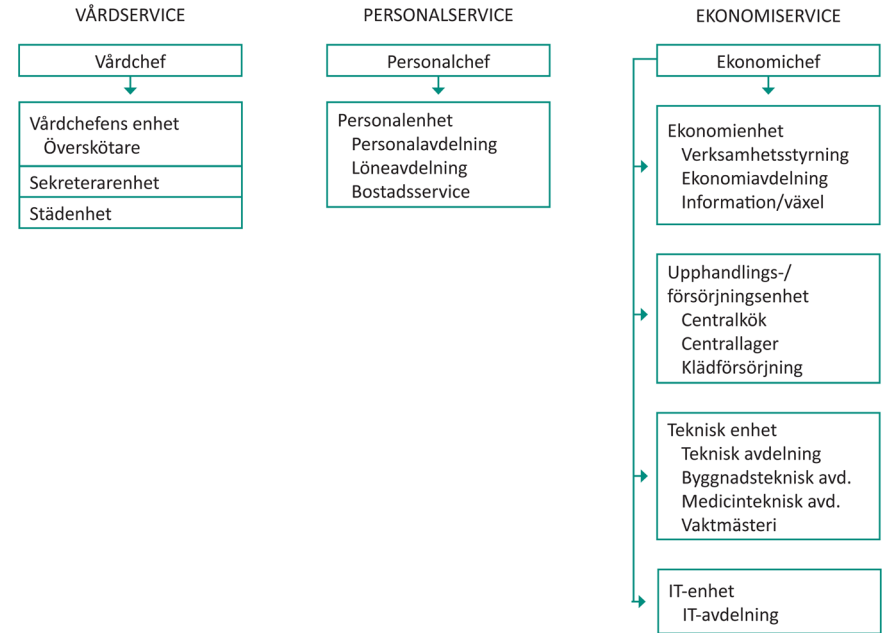 VÅRDSERVICE
Vårdchef
Vårdchefens enhet
Överskötare
Sekreterarenhet
Städenhet
PERSONALSERVICE
Personalchef
Personalenhet
Personalavdelning
Löneavdelning
Bostadsservice
EKONOMISERVICE
Ekonomichef
Ekonomienhet
Verksamhetsstyrning
Ekonomiavdelning
Information/växel
Upphandlings-/
försörjningsenhet
Centralkök
Centrallager
Klädförsörjning
Teknisk enhet
Teknisk avdelning
Byggnadsteknisk avd.
Medicinteknisk avd.
Vaktmästeri
IT-enhet
IT-avdelning